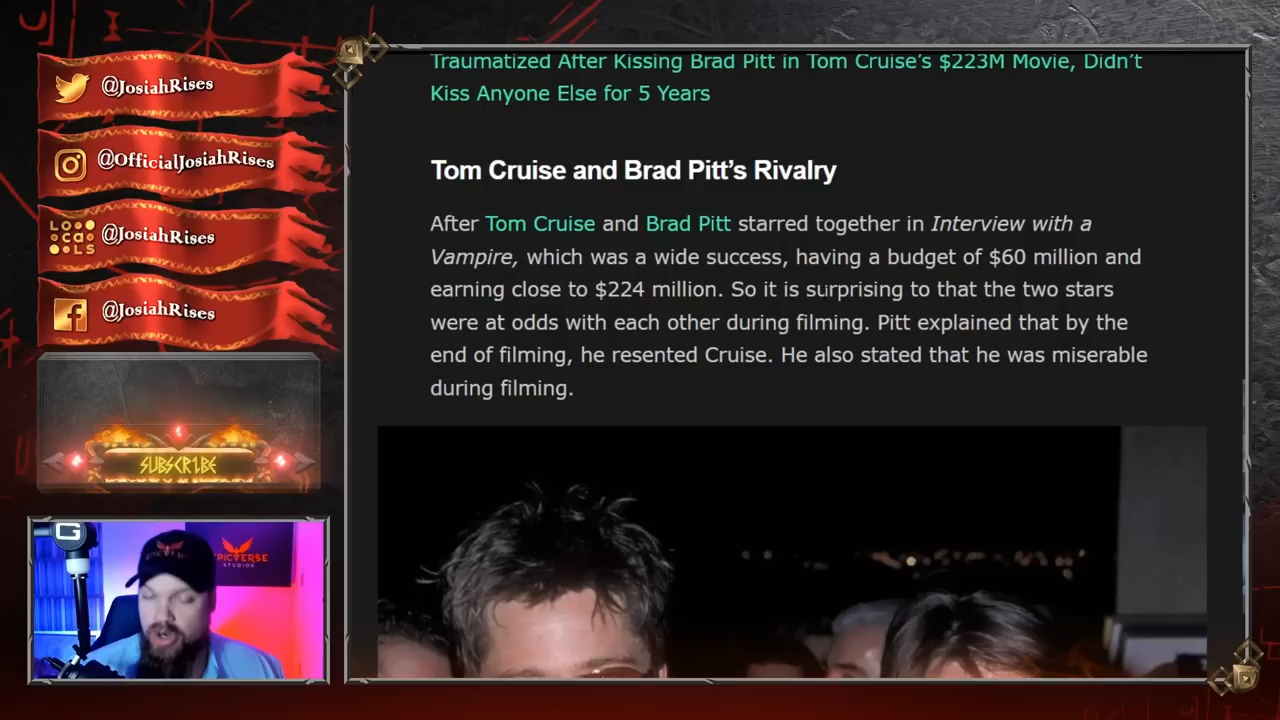 @JosiahRises
@OfficialJosiahRises
LOCALS
@JosiahRises
@JosiahRises
SUBSCRIBE
G
EPICVERSE
STUDIOS
Traumatized After Kissing Brad Pitt in Tom Cruise’s $223M Movie, Didn’t
Kiss Anyone Else for 5 Years
Tom Cruise and Brad Pitt’s Rivalry
After Tom Cruise and Brad Pitt starred together in Interview with a
Vampire, which was a wide success, having a budget of $60 million and
earning close to $224 million. So it is surprising to that the two stars
were at odds with each other during filming. Pitt explained that by the
end of filming, he resented Cruise. He also stated that he was miserable
during filming.